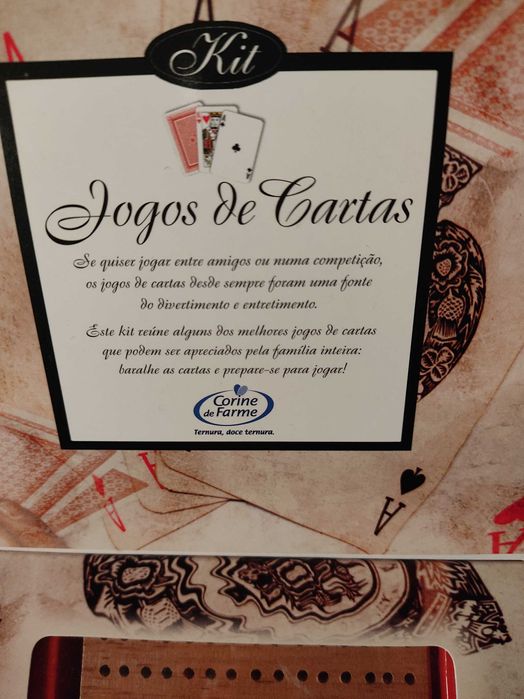 Kit
Jogos de Cartas
Se quiser jogar entre amigos ou numa competição,
os jogos de cartas desde sempre foram uma fonte
do divertimento e entretimento.
Este kit reúne alguns dos melhores jogos de cartas
que podem ser apreciados pela família inteira:
baralhe as cartas e prepare-se para jogar!
Corine
de Farme
Ternura, doce ternura.
A
A
A